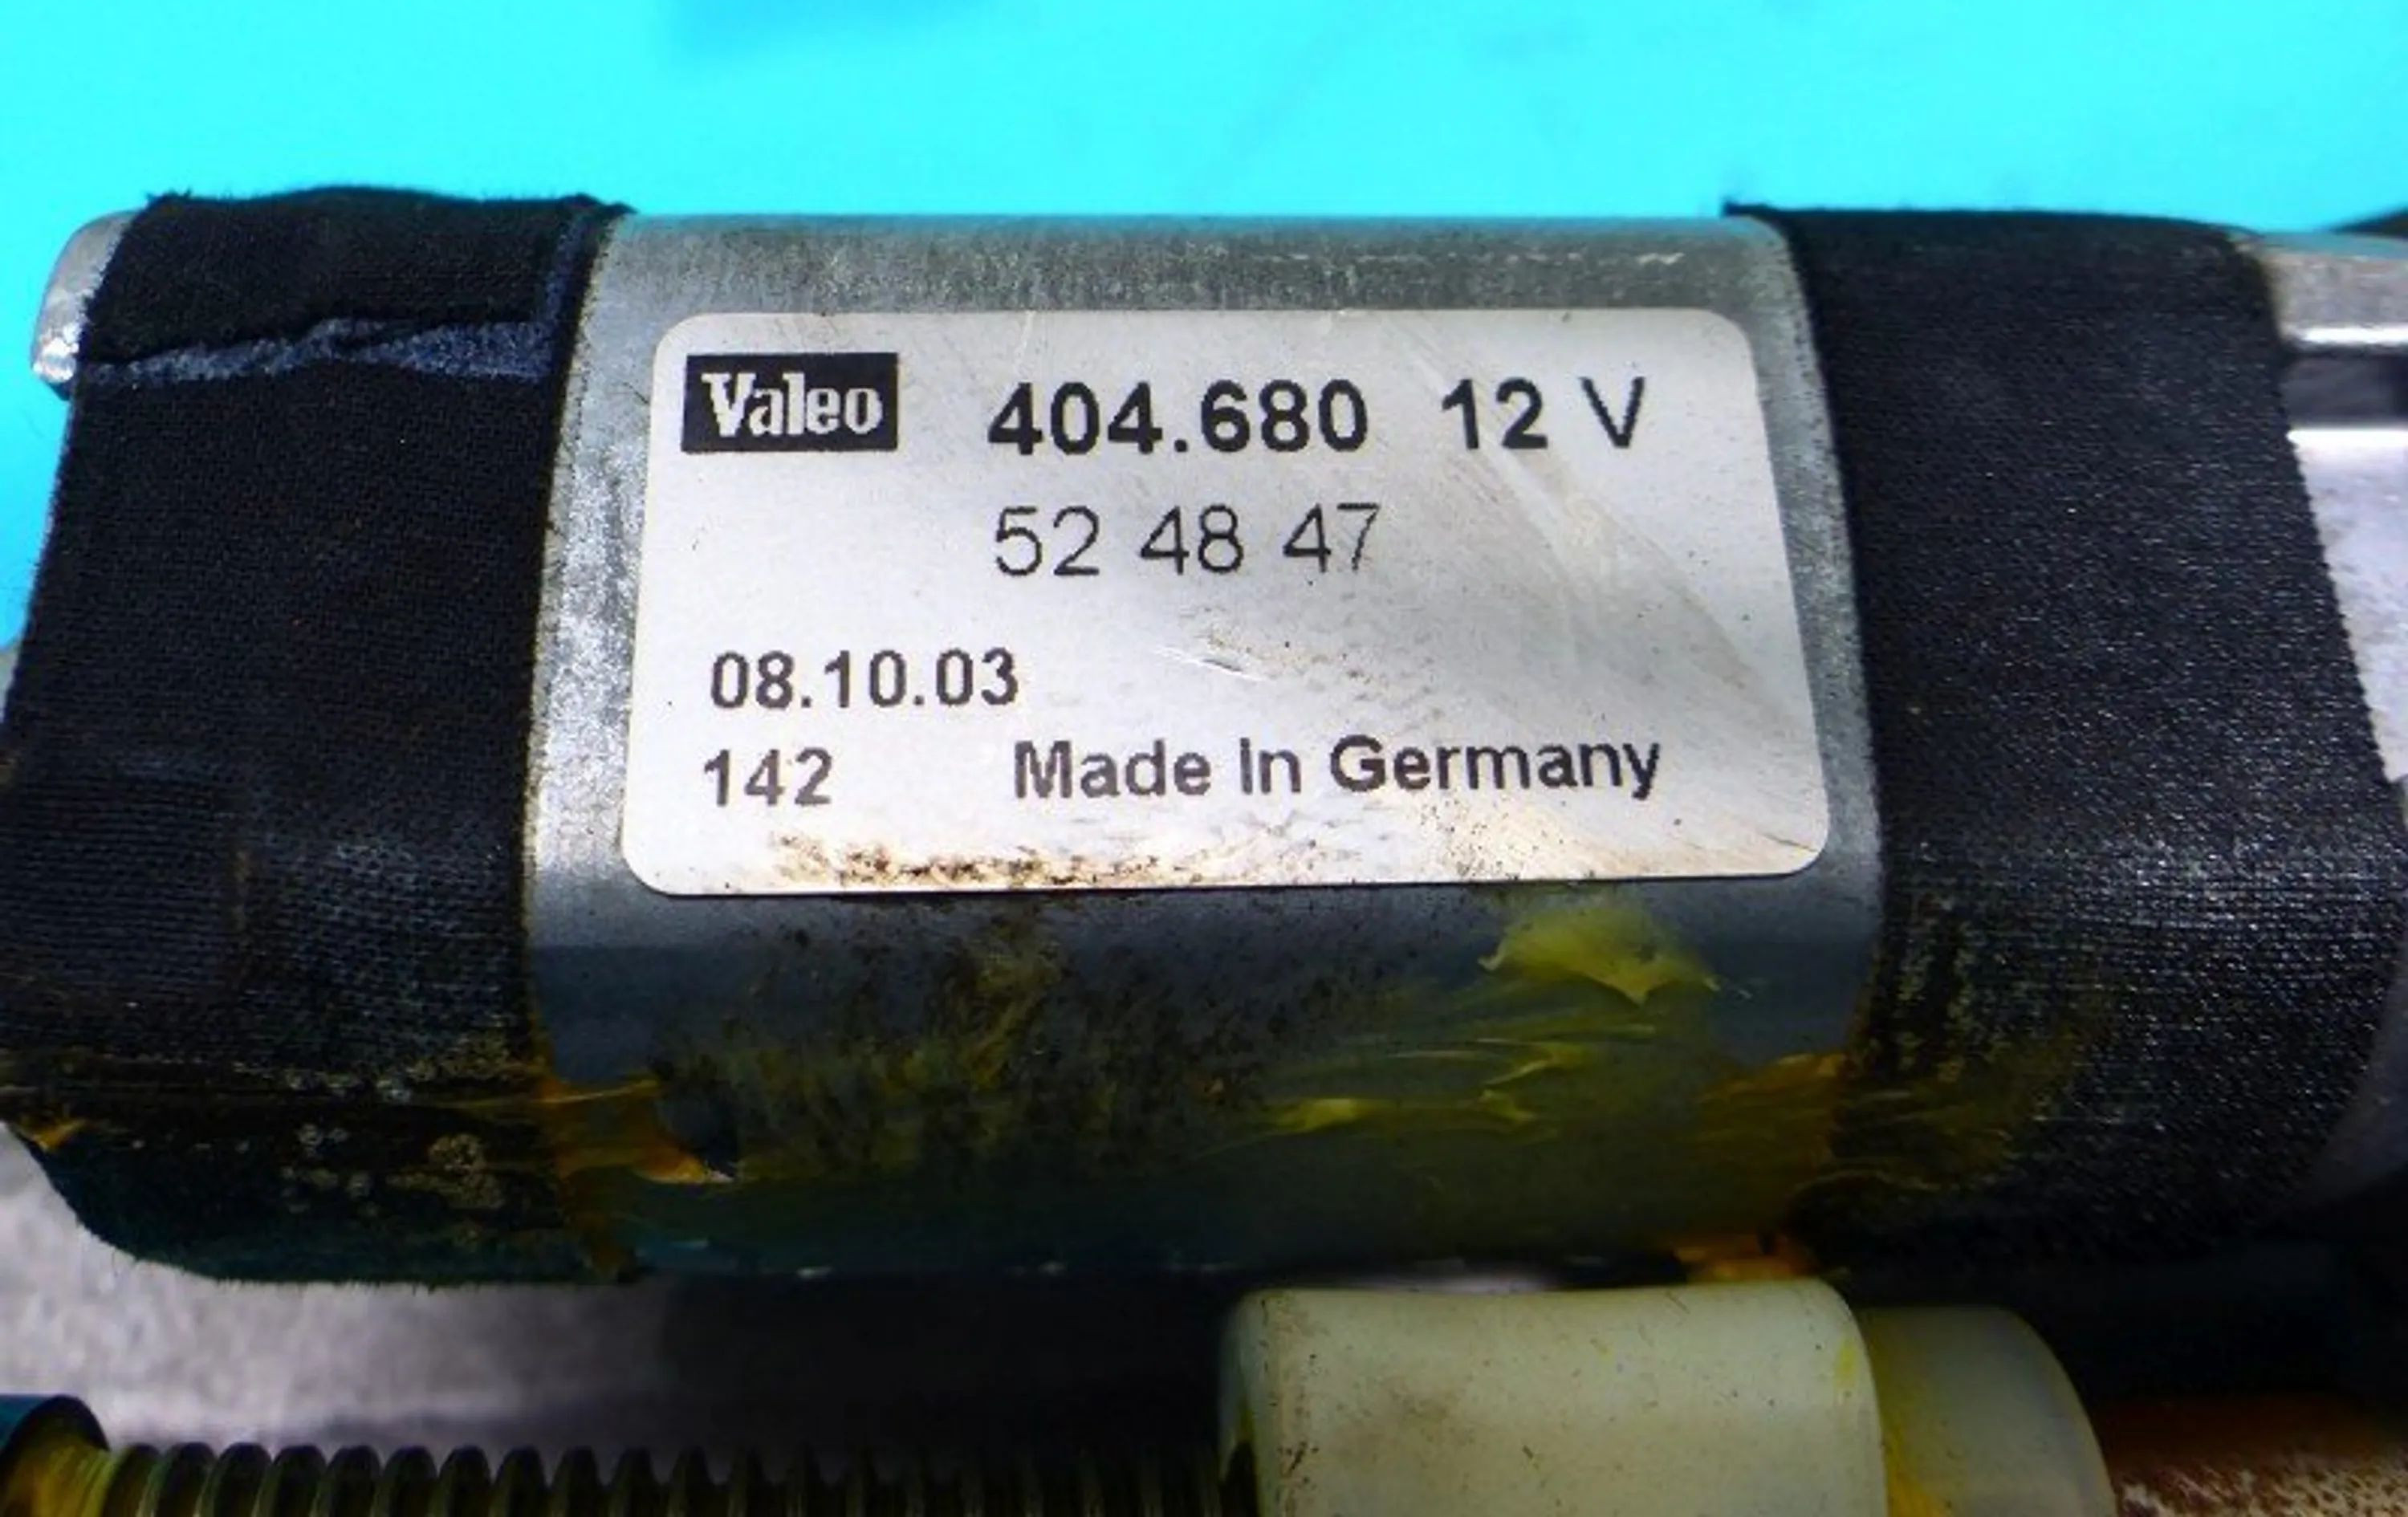 Valeo 404.680 12 V
52 48 47
08.10.03
142 Made In Germany